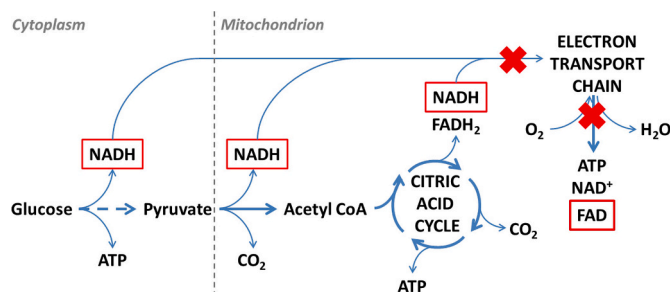 Cytoplasm
Mitochondrion
ELECTRON
TRANSPORT
CHAIN
NADH
FADH₂
O₂
H₂O
NADH
NADH
ATP
NAD⁺
FAD
Glucose
Pyruvate
Acetyl CoA
CITRIC
ACID
CYCLE
CO₂
ATP
CO₂
ATP